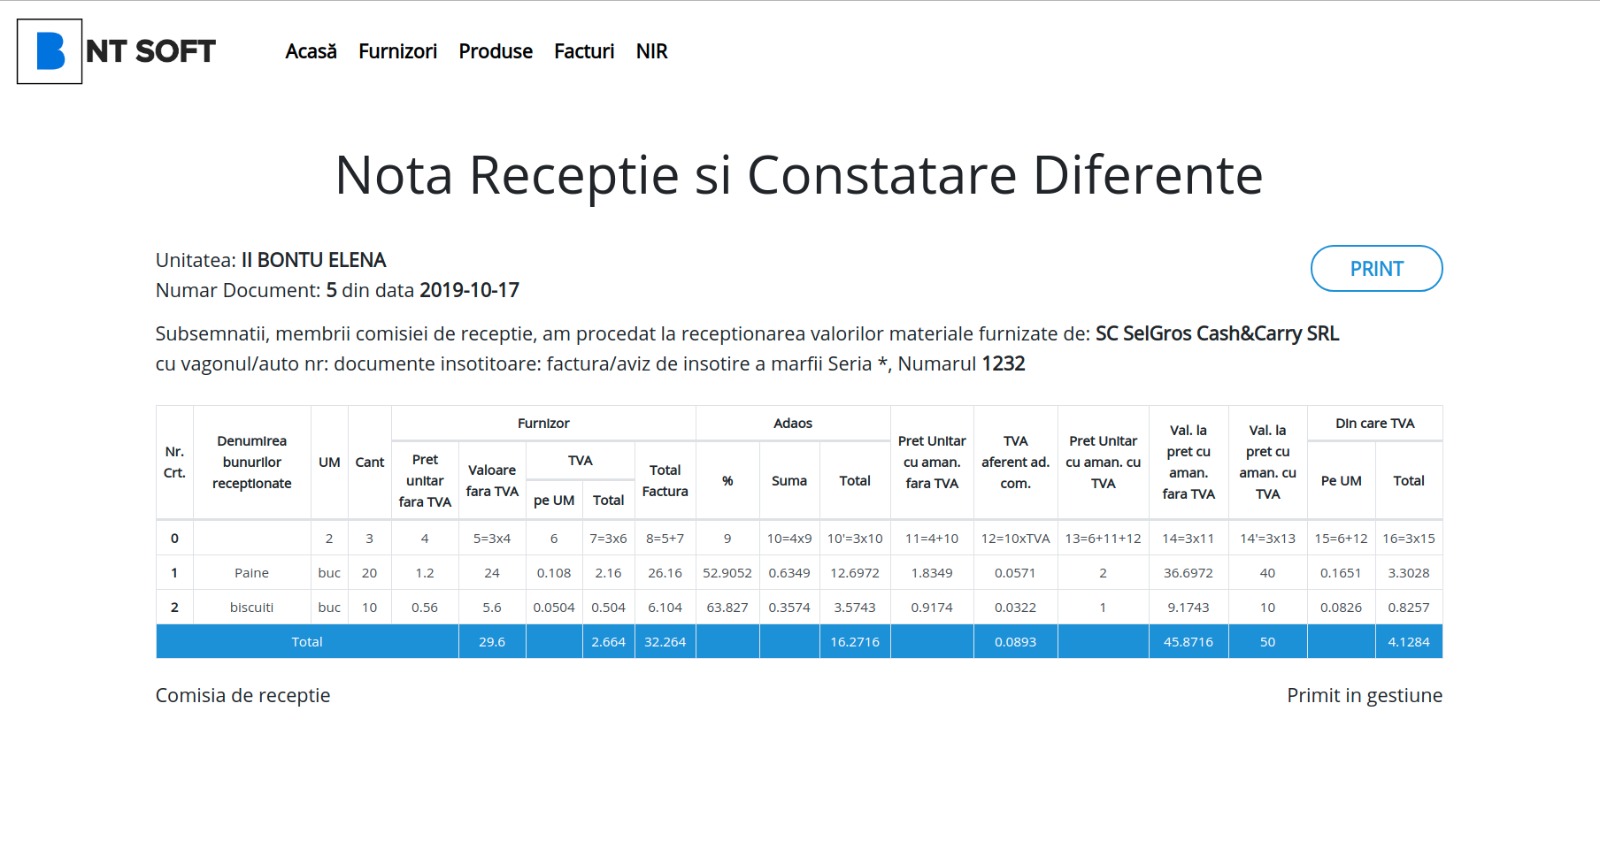 B NT SOFT Acasă Furnizori Produse Facturi NIR
Nota Receptie si Constatare Diferente
Unitatea: II BONTU ELENA
PRINT
Numar Document: 5 din data 2019-10-17
Subsemnatii, membrii comisiei de receptie, am procedat la receptionarea valorilor materiale furnizate de: SC SelGros Cash&Carry SRL
cu vagonul/auto nr: documente insotitoare: factura/aviz de insotire a marfii Seria *, Numarul 1232
Nr. Crt. Denumirea bunurilor receptionate UM Cant Furnizor Adaos Pret Unitar cu aman. fara TVA TVA aferent ad. com. Pret Unitar cu aman. cu TVA Val. la pret cu aman. fara TVA Val. la pret cu aman. cu TVA Din care TVA
Pret unitar fara TVA Valoare fara TVA TVA Total Factura % Suma Total Pe UM Total
pe UM Total
0 2 3 4 5=3x4 6 7=3x6 8=5+7 9 10=4x9 10'=3x10 11=4+10 12=10xTVA 13=6+11+12 14=3x11 14'=3x13 15=6+12 16=3x15
1 Paine buc 20 1.2 24 0.108 2.16 26.16 52.9052 0.6349 12.6972 1.8349 0.0571 2 36.6972 40 0.1651 3.3028
2 biscuiti buc 10 0.56 5.6 0.0504 0.504 6.104 63.827 0.3574 3.5743 0.9174 0.0322 1 9.1743 10 0.0826 0.8257
Total 29.6 2.664 32.264 16.2716 0.0893 45.8716 50 4.1284
Comisia de receptie Primit in gestiune